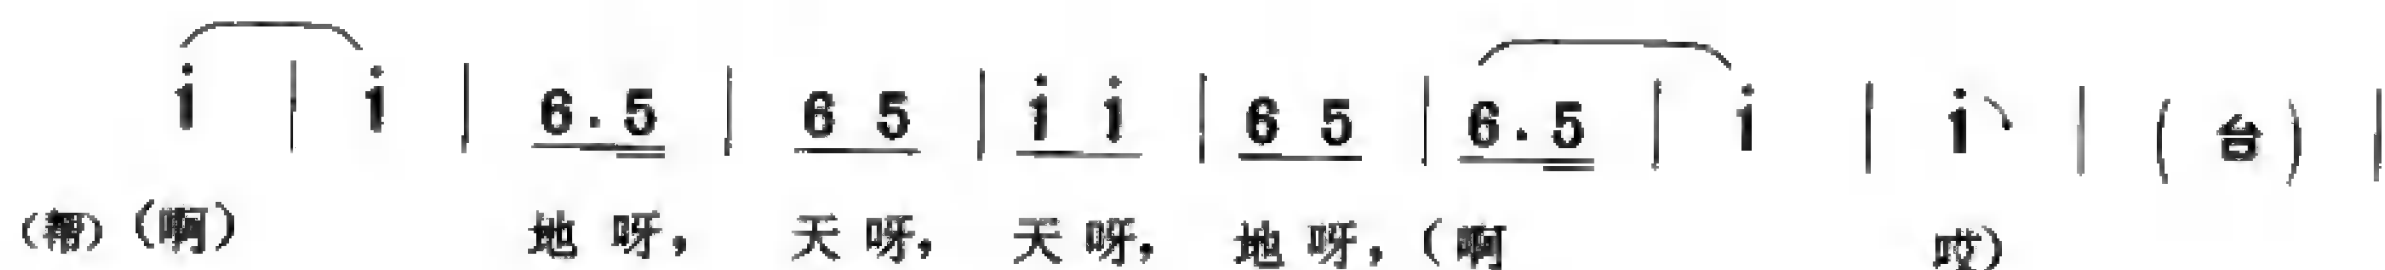 i | i | 6. 5 | 6 5 | i i | 6 5 | 6. 5 | i | i | (台) |
(帮)(啊) 地呀, 天呀, 天呀, 地呀,(啊 哎)